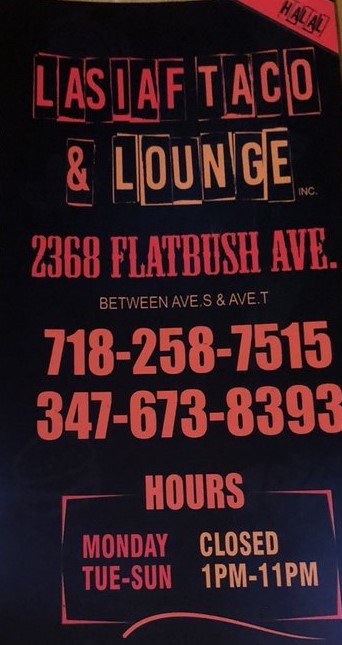 HALAL
LASIAF TACO
& LOUNGE INC.
2368 FLATBUSH AVE.
BETWEEN AVE.S & AVE.T
718-258-7515
347-673-8393
HOURS
MONDAY CLOSED
TUE-SUN 1PM-11PM